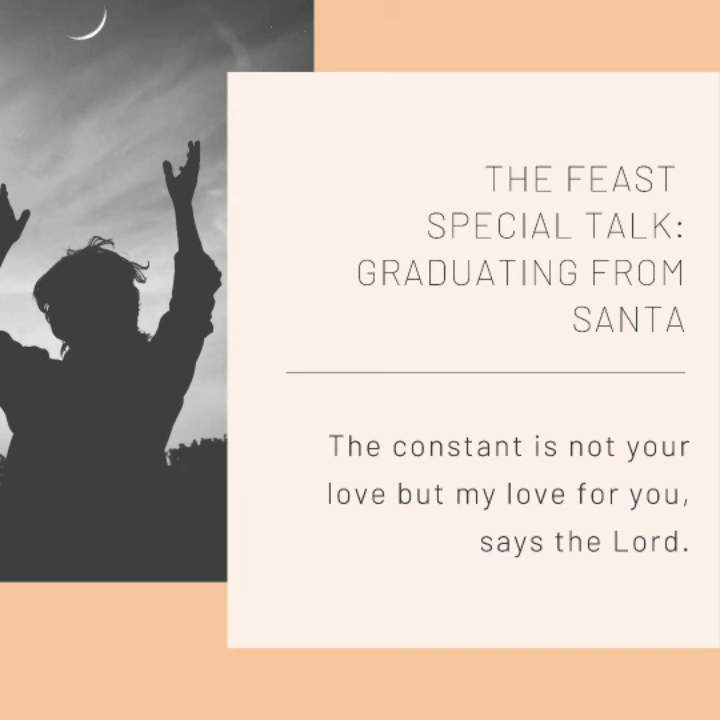 THE FEAST
SPECIAL TALK:
GRADUATING FROM
SANTA
The constant is not your
love but my love for you,
says the Lord.